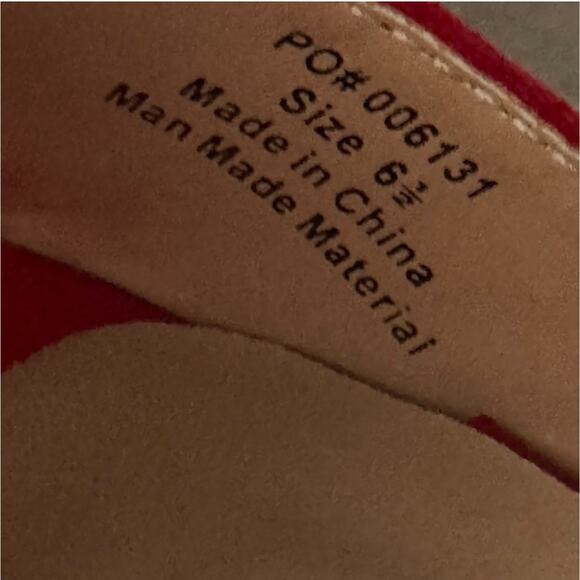 PO# 006131
Size 6½
Made in China
Man Made Material